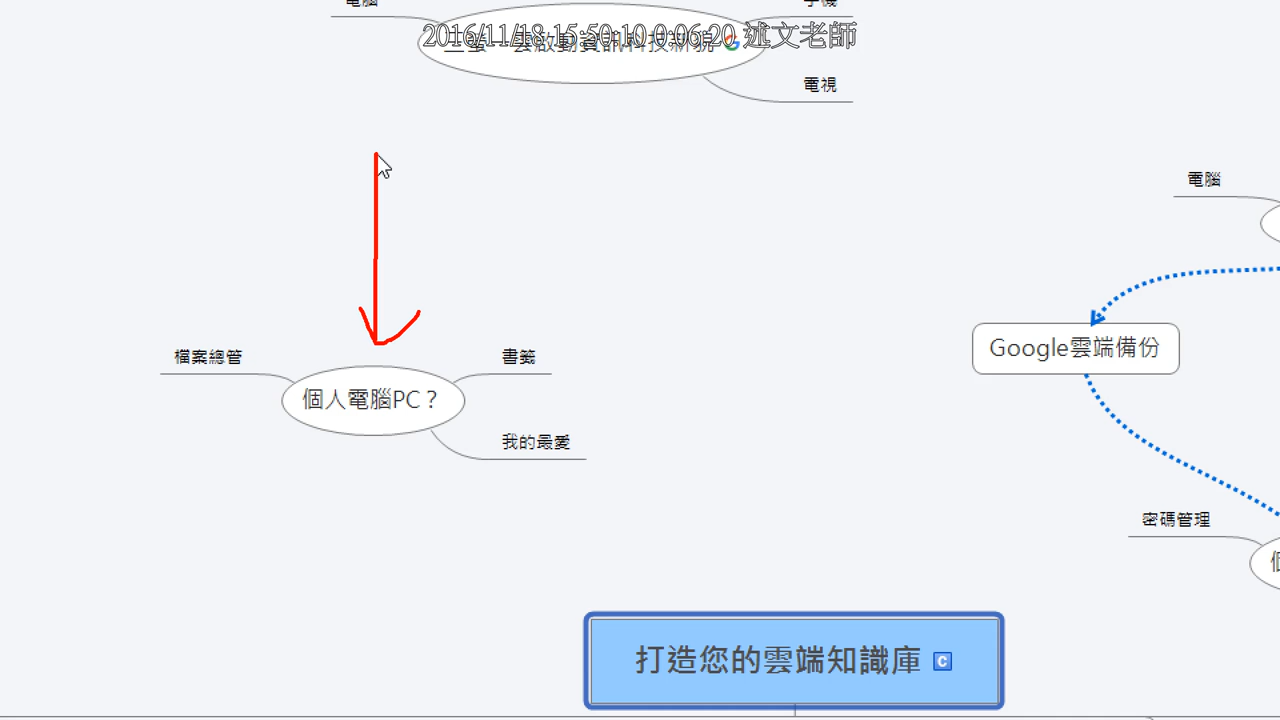 電腦
手機
2016/11/18 15:50:10 0:06:20 述文老師
電視
電腦
Google雲端備份
檔案總管
書籤
個人電腦PC？
我的最愛
密碼管理
打造您的雲端知識庫 C